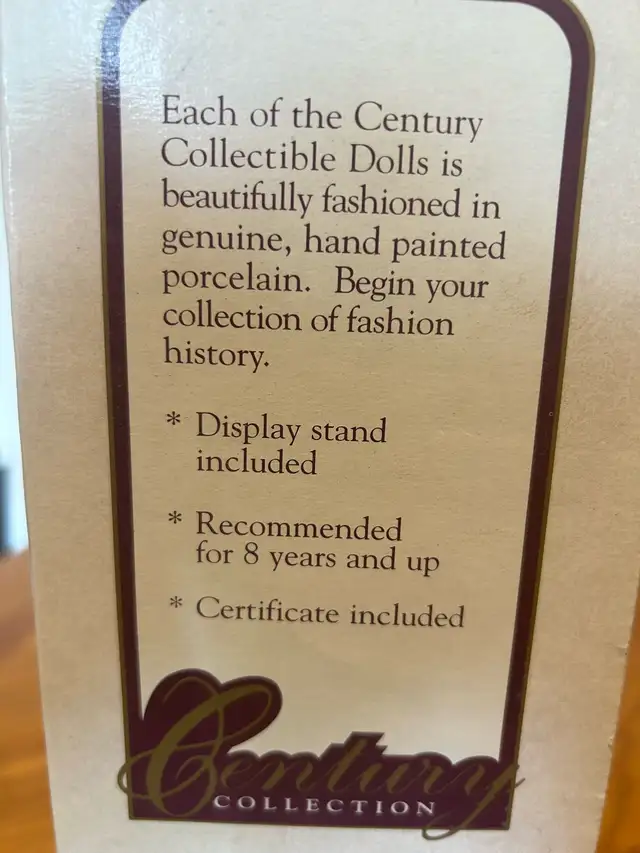 Each of the Century
Collectible Dolls is
beautifully fashioned in
genuine, hand painted
porcelain. Begin your
collection of fashion
history.
* Display stand
included
* Recommended
for 8 years and up
* Certificate included
Century
COLLECTION